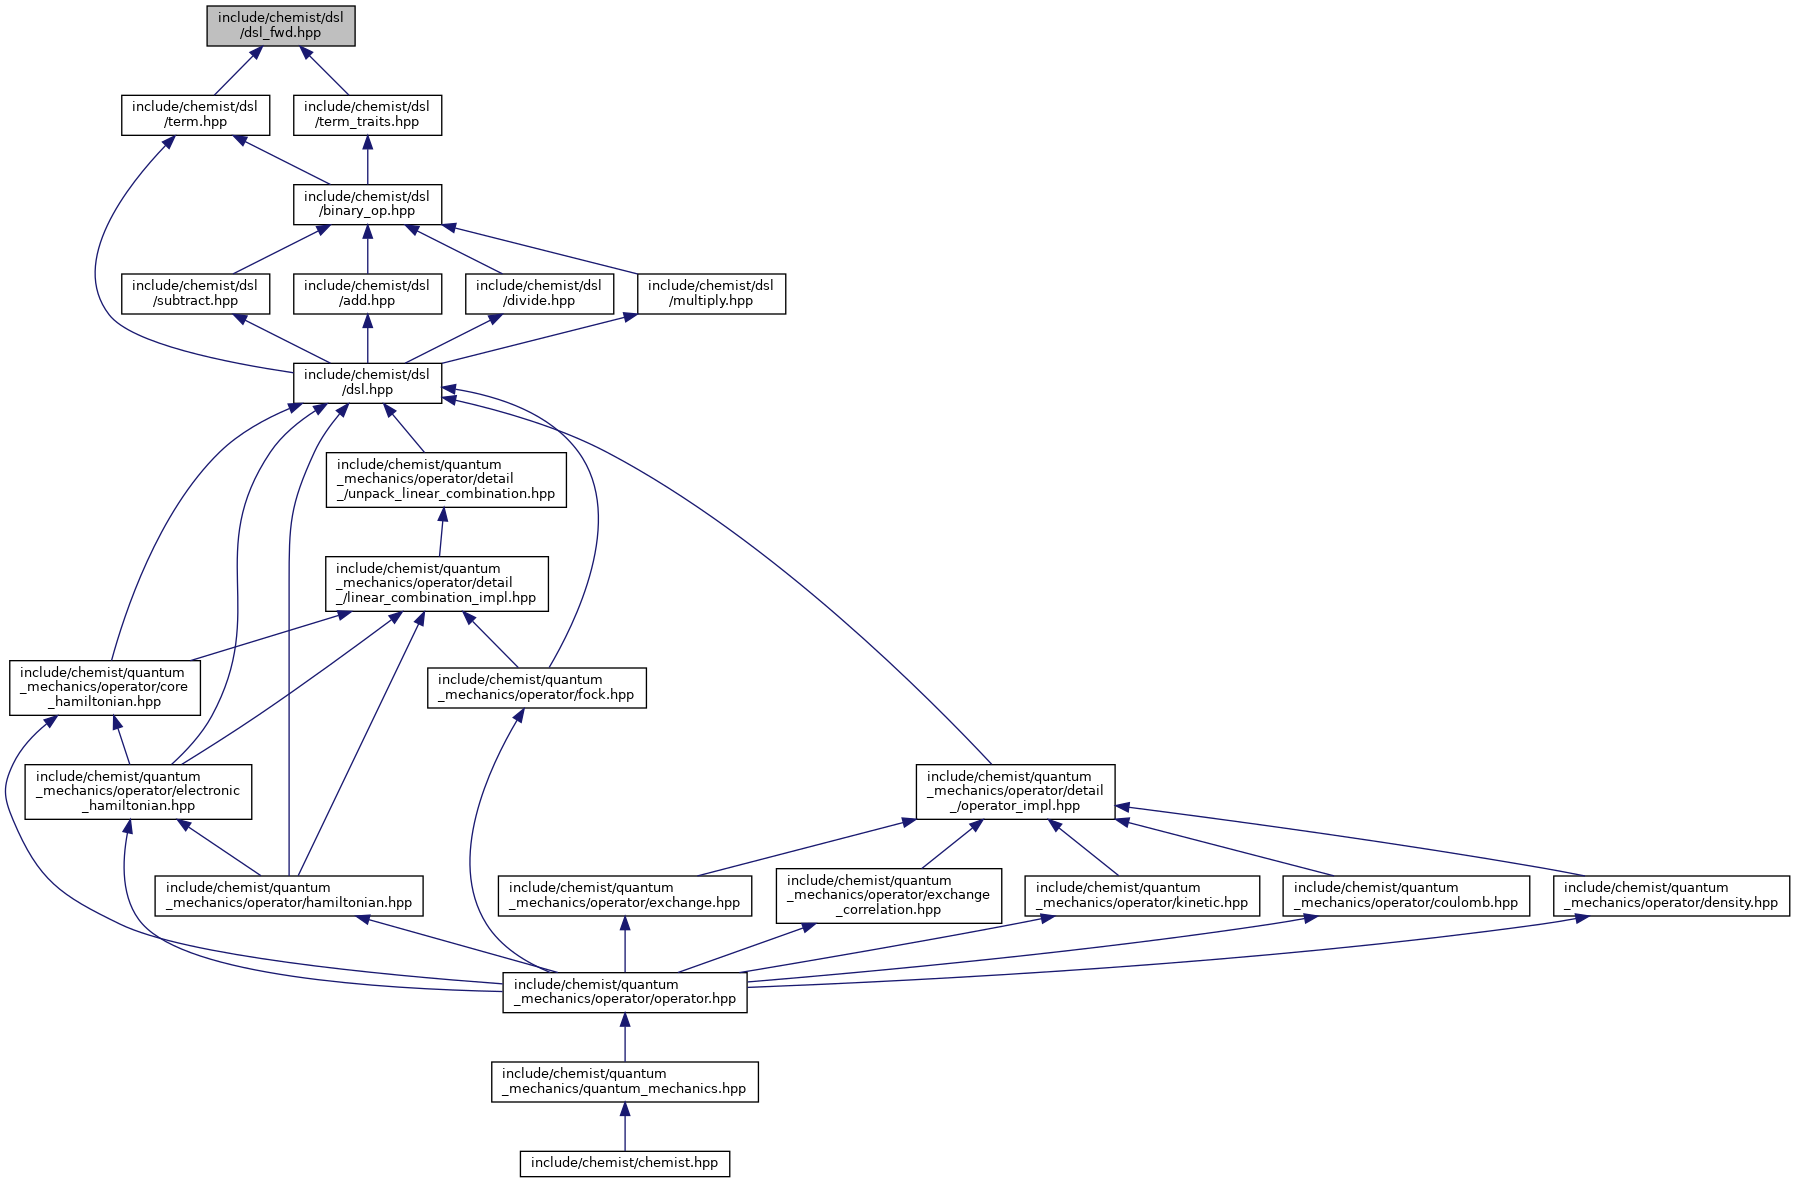 include/chemist/dsl
/dsl_fwd.hpp
include/chemist/dsl
/term.hpp
include/chemist/dsl
/term_traits.hpp
include/chemist/dsl
/binary_op.hpp
include/chemist/dsl
/subtract.hpp
include/chemist/dsl
/add.hpp
include/chemist/dsl
/divide.hpp
include/chemist/dsl
/multiply.hpp
include/chemist/dsl
/dsl.hpp
include/chemist/quantum
_mechanics/operator/detail
_/unpack_linear_combination.hpp
include/chemist/quantum
_mechanics/operator/detail
_/linear_combination_impl.hpp
include/chemist/quantum
_mechanics/operator/core
_hamiltonian.hpp
include/chemist/quantum
_mechanics/operator/fock.hpp
include/chemist/quantum
_mechanics/operator/electronic
_hamiltonian.hpp
include/chemist/quantum
_mechanics/operator/detail
_/operator_impl.hpp
include/chemist/quantum
_mechanics/operator/hamiltonian.hpp
include/chemist/quantum
_mechanics/operator/exchange.hpp
include/chemist/quantum
_mechanics/operator/exchange
_correlation.hpp
include/chemist/quantum
_mechanics/operator/kinetic.hpp
include/chemist/quantum
_mechanics/operator/coulomb.hpp
include/chemist/quantum
_mechanics/operator/density.hpp
include/chemist/quantum
_mechanics/operator/operator.hpp
include/chemist/quantum
_mechanics/quantum_mechanics.hpp
include/chemist/chemist.hpp